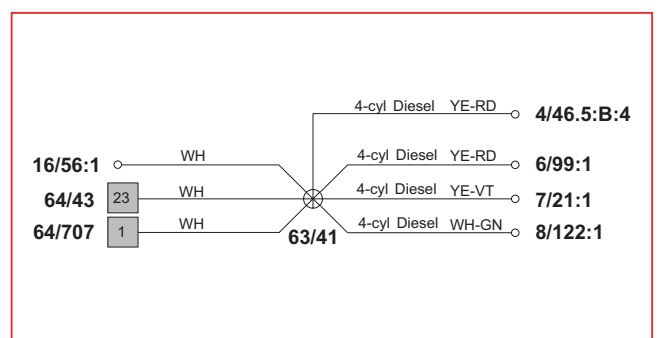 4-cyl Diesel YE-RD 4/46.5:B:4
16/56:1 WH 4-cyl Diesel YE-RD 6/99:1
64/43 23 WH 4-cyl Diesel YE-VT 7/21:1
64/707 1 WH 63/41 4-cyl Diesel WH-GN 8/122:1